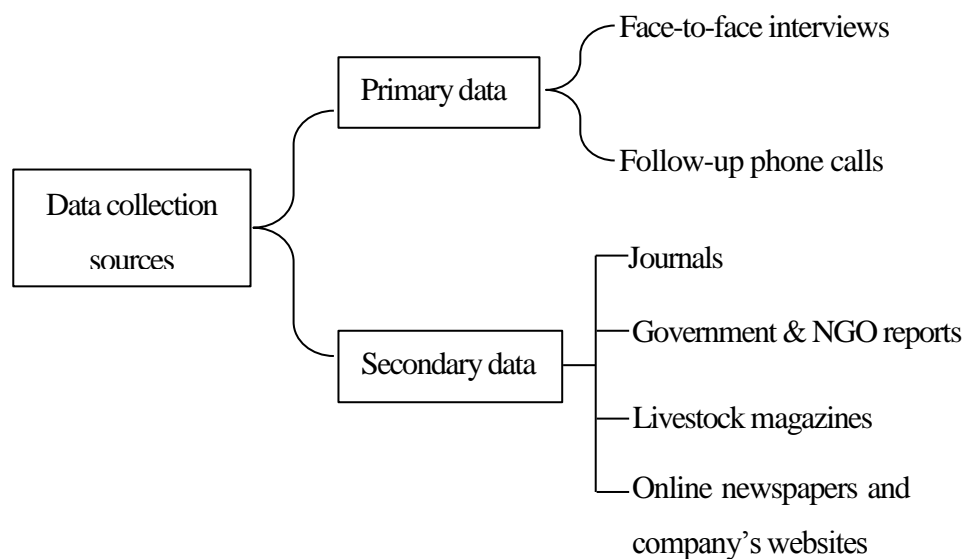 Face-to-face interviews
Primary data
Follow-up phone calls
Data collection
sources
Journals
Government & NGO reports
Secondary data
Livestock magazines
Online newspapers and
company's websites